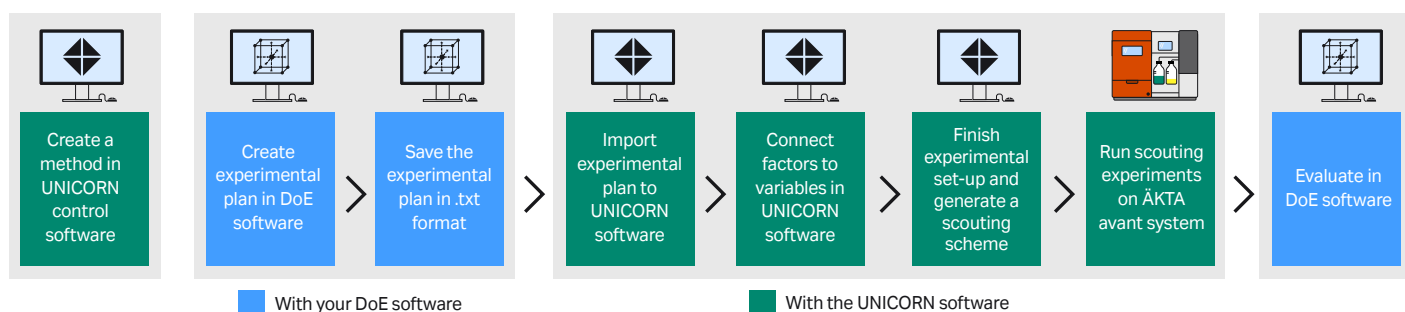 Create a
method in
UNICORN
control
software
Create
experimental
plan in DoE
software
Save the
experimental
plan in .txt
format
Import
experimental
plan to
UNICORN
software
Connect
factors to
variables in
UNICORN
software
Finish
experimental
set-up and
generate a
scouting
scheme
Run scouting
experiments
on ÄKTA
avant system
Evaluate in
DoE software
With your DoE software
With the UNICORN software